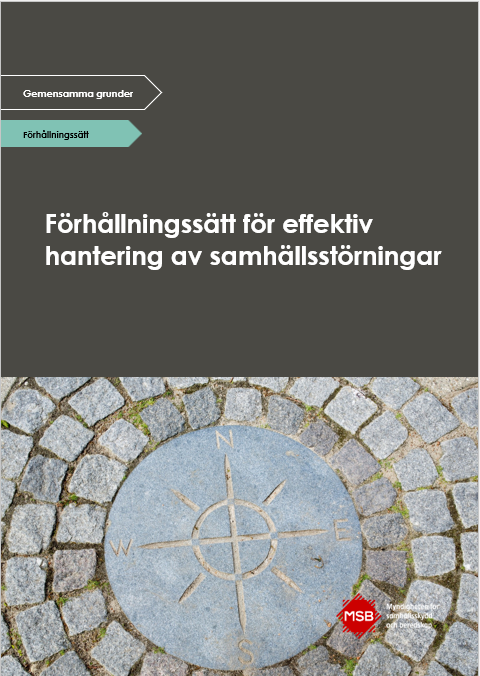 Gemensamma grunder
Förhållningssätt
Förhållningssätt för effektiv
hantering av samhällsstörningar
N
W
E
S
MSB
Myndigheten för
samhällsskydd
och beredskap